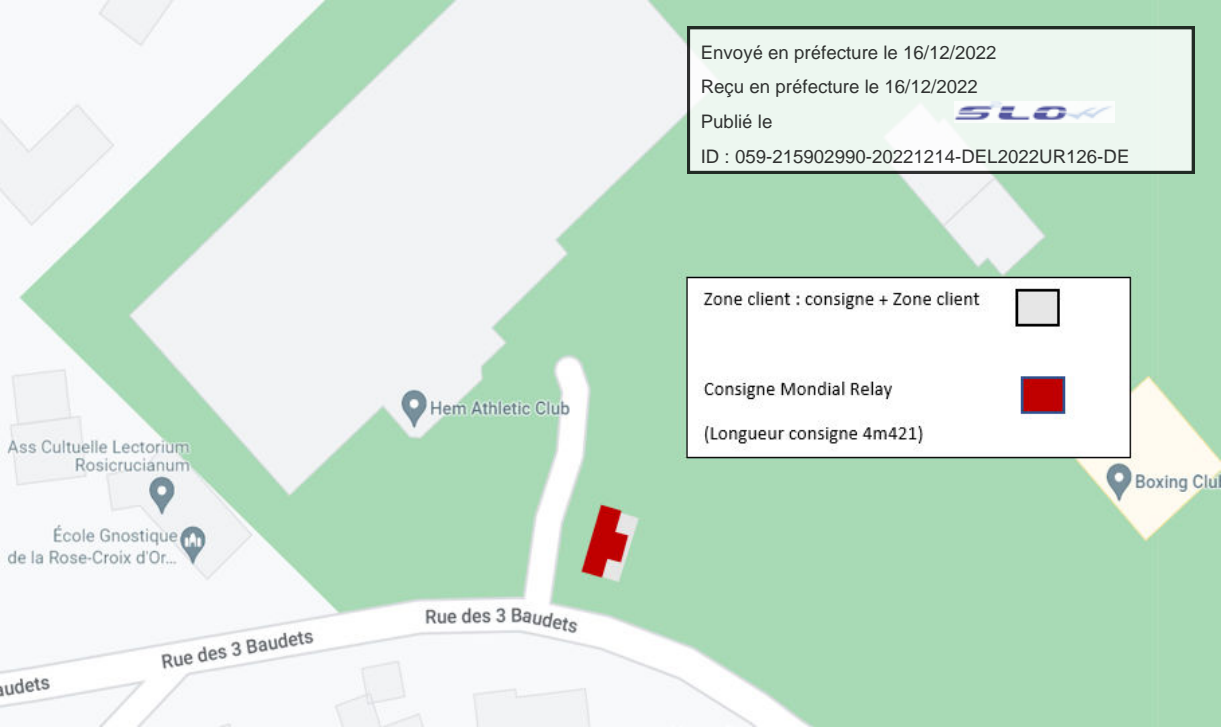 Envoyé en préfecture le 16/12/2022
Reçu en préfecture le 16/12/2022
Publié le
SLO
ID : 059-215902990-20221214-DEL2022UR126-DE
Zone client : consigne + Zone client
Consigne Mondial Relay
(Longueur consigne 4m421)
Hem Athletic Club
Ass Cultuelle Lectorium
Rosicrucianum
École Gnostique
de la Rose-Croix d'Or...
Boxing Club
Rue des 3 Baudets
Rue des 3 Baudets
audets